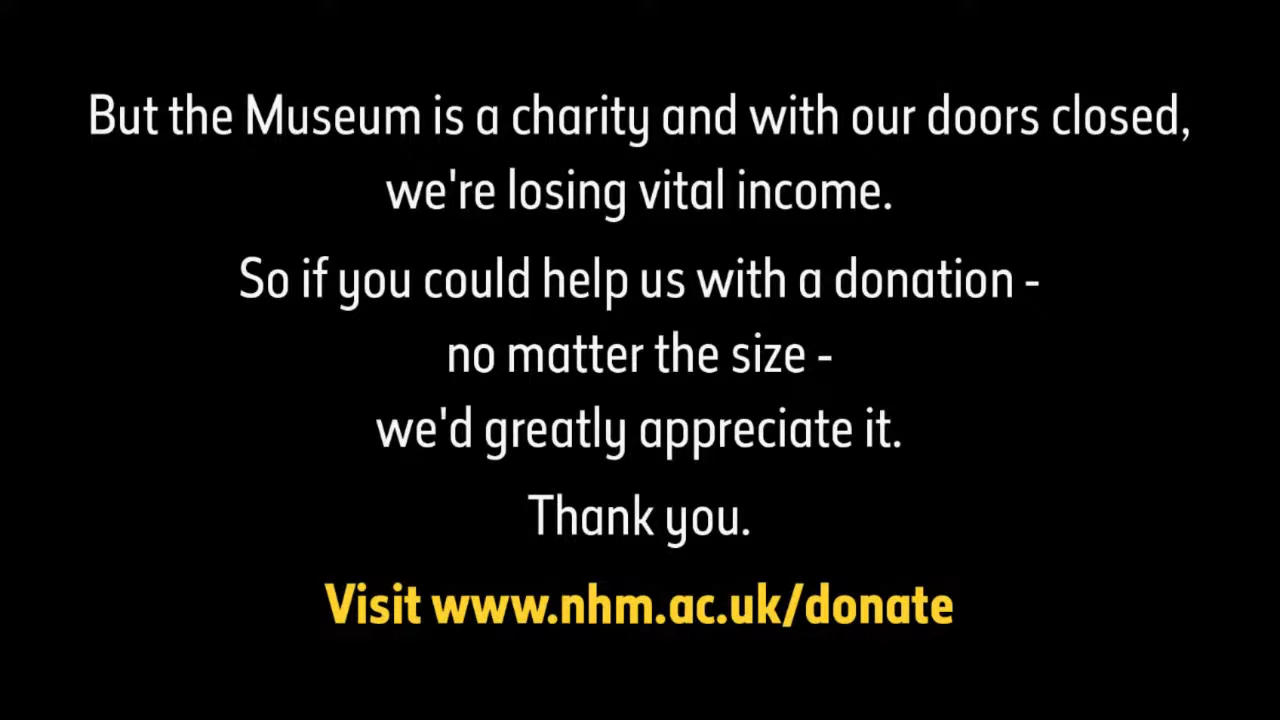 But the Museum is a charity and with our doors closed,
we're losing vital income.
So if you could help us with a donation -
no matter the size -
we'd greatly appreciate it.
Thank you.
Visit www.nhm.ac.uk/donate